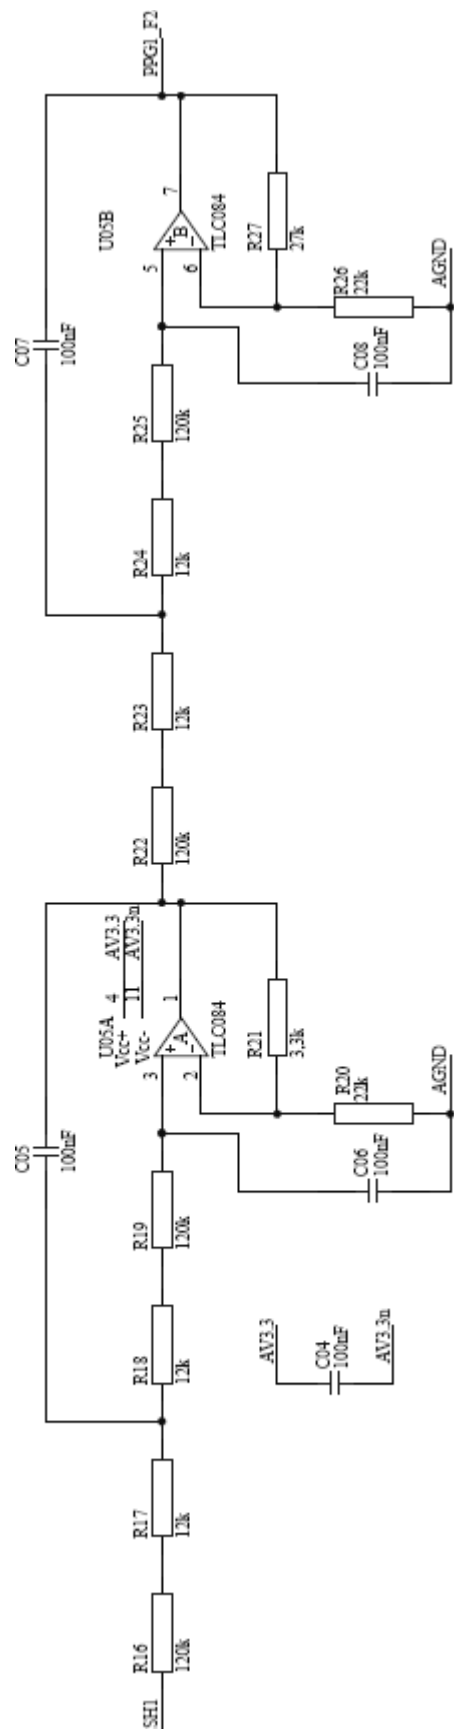 PPG1_F2
C07
100nF
U05B
7
B
5
6
TLC084
R27
27k
R26
22k
AGND
C08
100nF
R25
120k
R24
12k
R23
12k
R22
120k
AV3.3
AV3.3n
U05A
4
11
Vcc+
Vcc-
1
A
3
2
TLC084
R21
3,3k
R20
22k
AGND
C05
100nF
C06
100nF
R19
120k
R18
12k
AV3.3
C04
100nF
AV3.3n
R17
12k
R16
120k
SH1